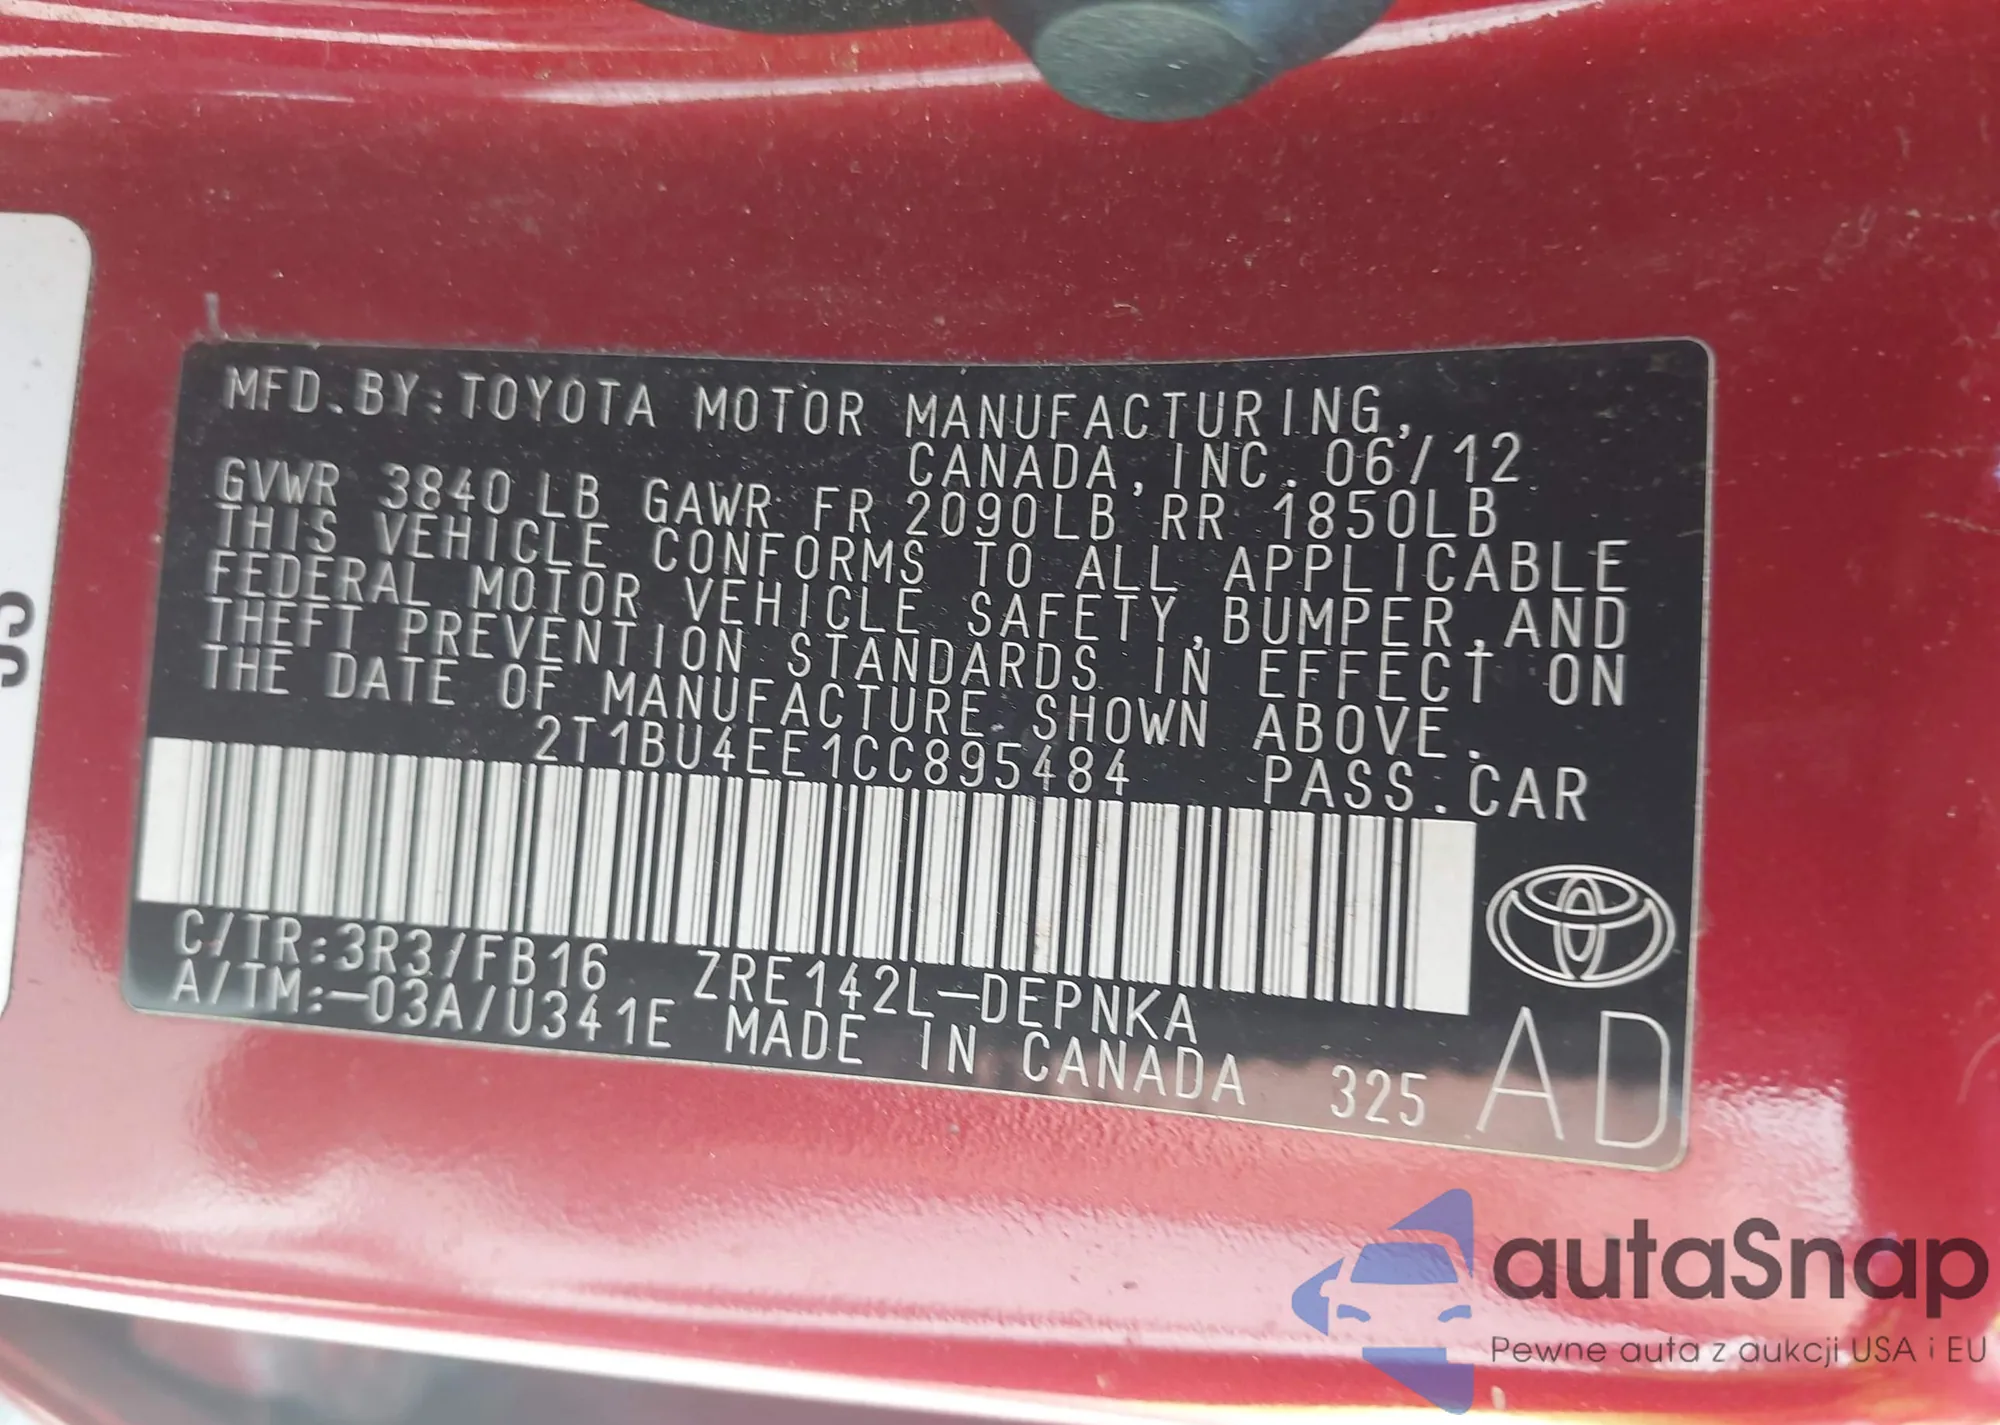 MFD.BY:TOYOTA MOTOR MANUFACTURING,
CANADA,INC. 06/12
GVWR 3840 LB GAWR FR 2090LB RR 1850LB
THIS VEHICLE CONFORMS TO ALL APPLICABLE
FEDERAL MOTOR VEHICLE SAFETY,BUMPER,AND
THEFT PREVENTION STANDARDS IN EFFECT ON
THE DATE OF MANUFACTURE SHOWN ABOVE.
2T1BU4EE1CC895484 PASS.CAR
C/TR:3R3/FB16 ZRE142L-DEPNKA
A/TM:-03A/U341E MADE IN CANADA 325 AD
autaSnap
Pewne auta z aukcji USA i EU